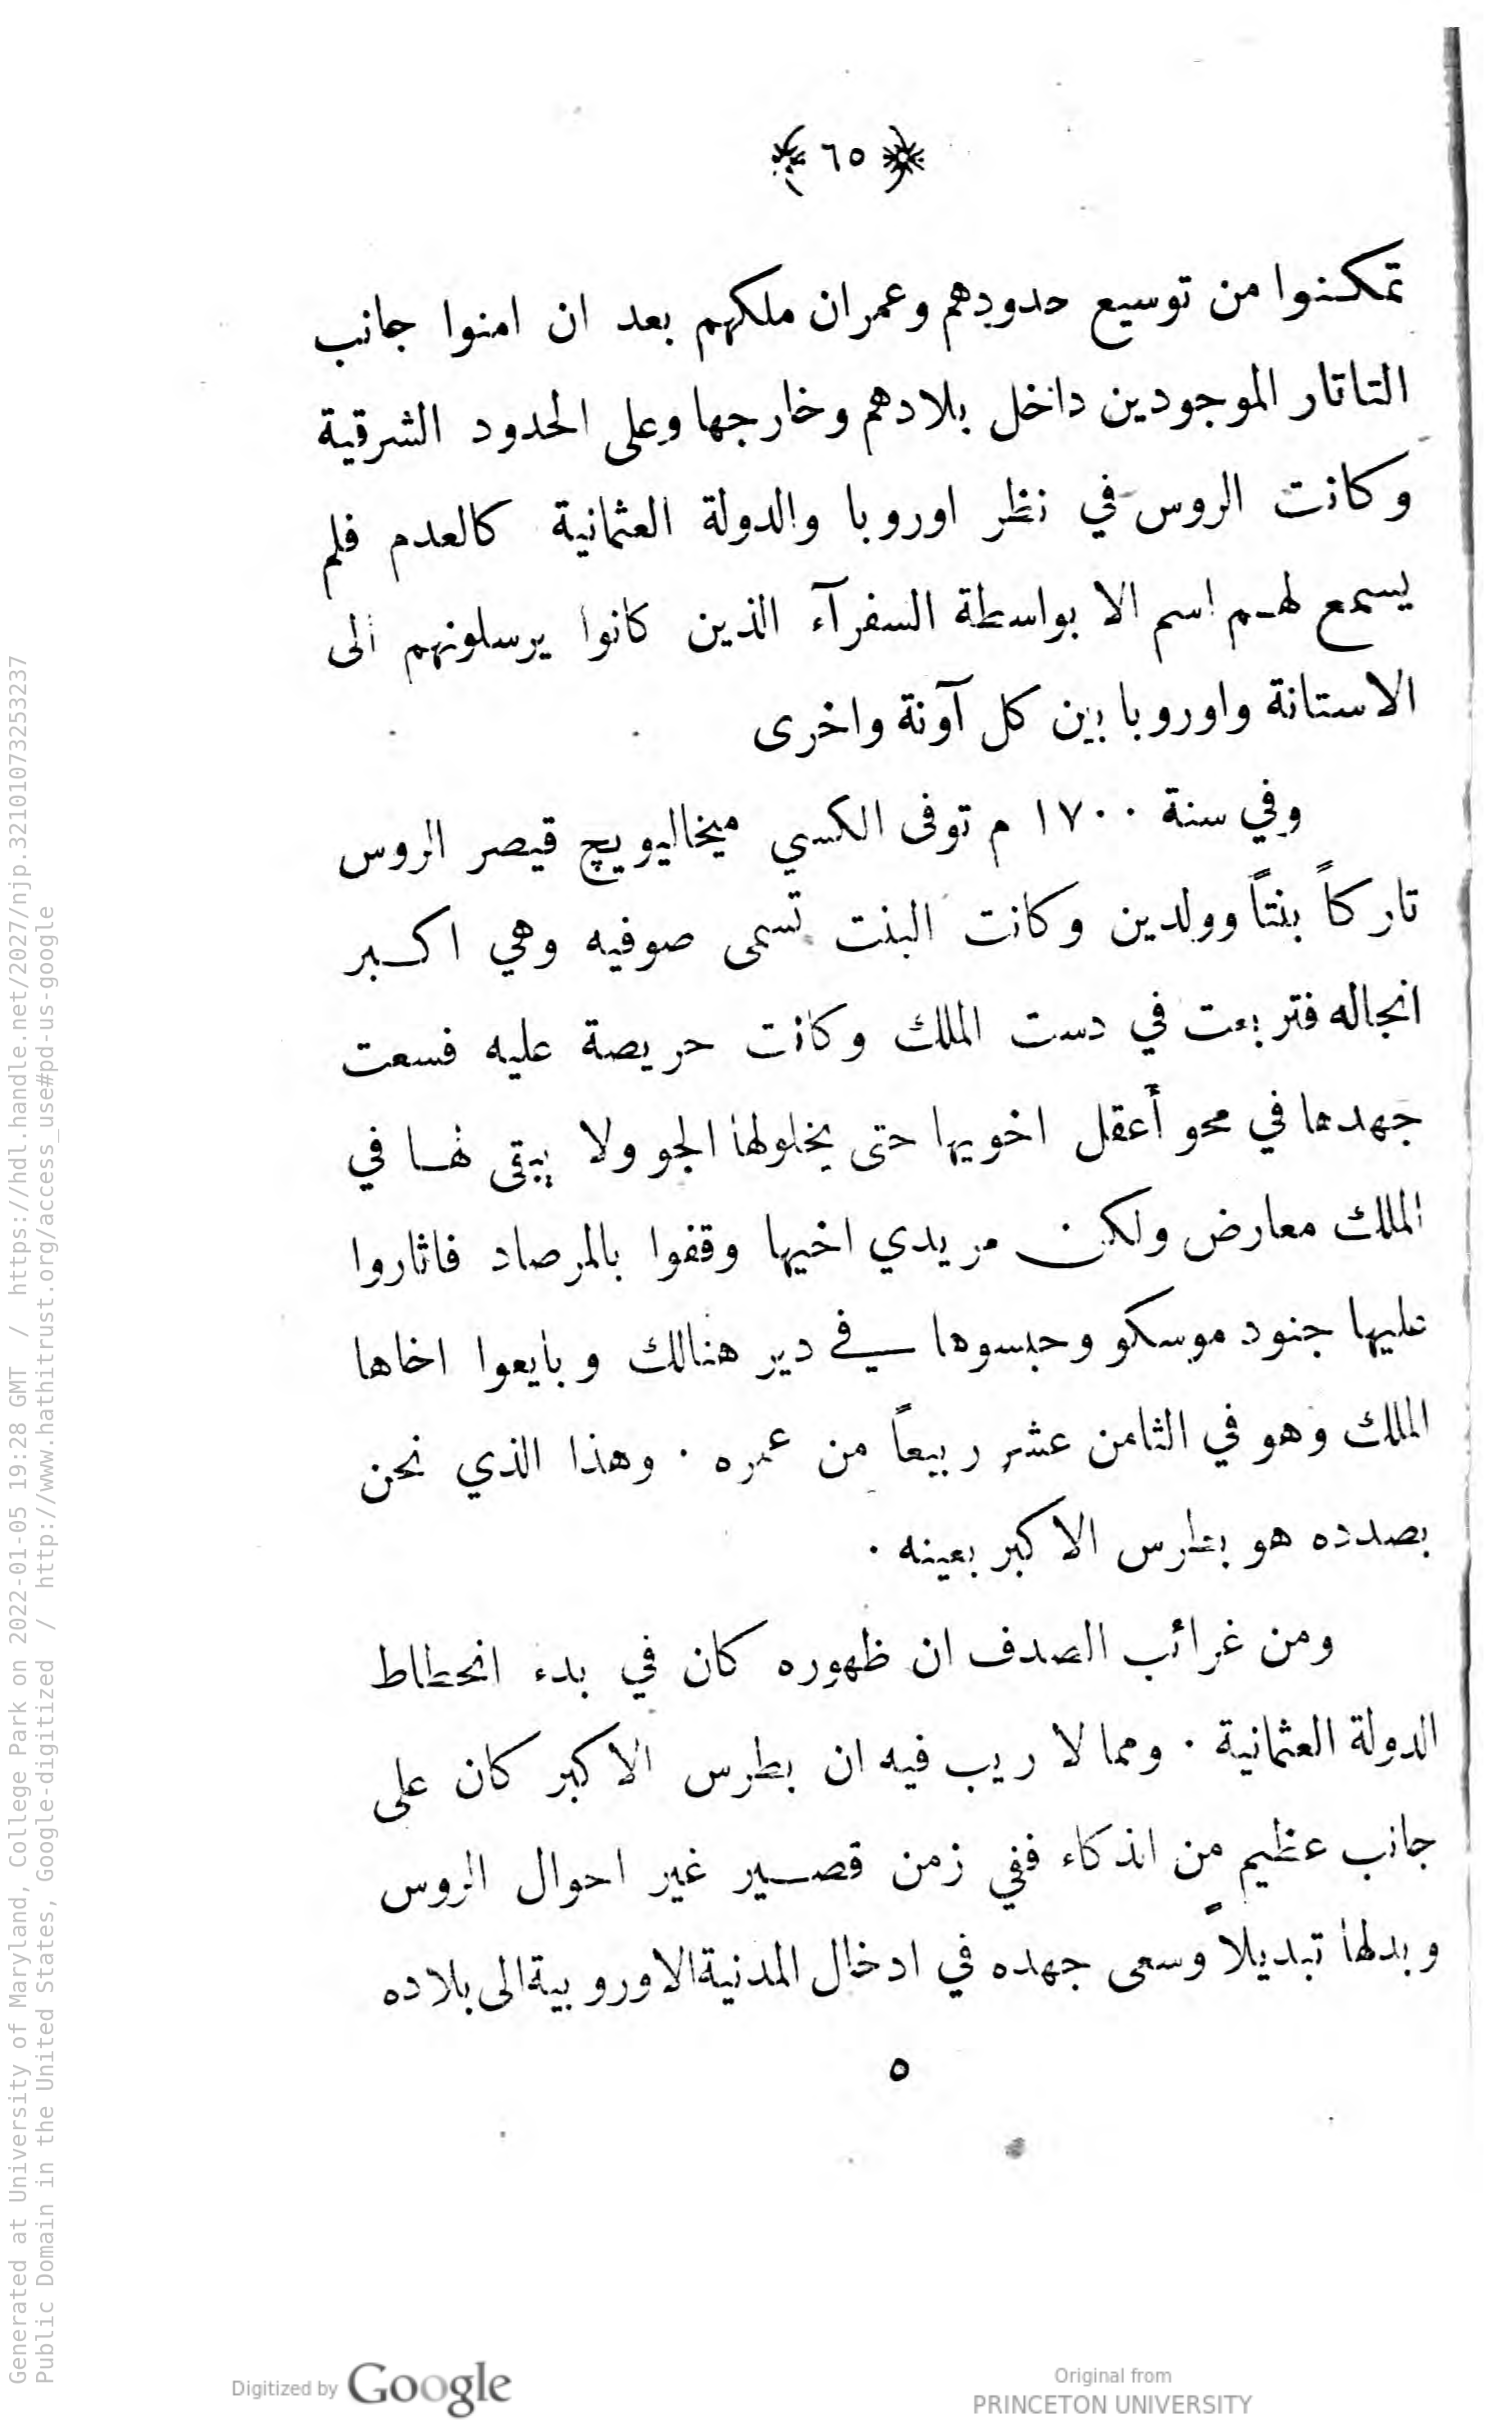 ﴿ ٦٥ ﴾
تمكنوا من توسيع حدودهم وعمران ملكهم بعد ان امنوا جانب
التاتار الموجودين داخل بلادهم وخارجها وعلى الحدود الشرقية
وكانت الروس في نظر اوروبا والدولة العثمانية كالعدم فلم
يسمع لهم اسم الا بواسطة السفرآء الذين كانوا يرسلونهم الى
الاستانة واوروبا بين كل آونة واخرى
وفي سنة ١٧٠٠ م توفى الكسي ميخاليويچ قيصر الروس
تاركاً بنتاً وولدين وكانت البنت تسمى صوفيه وهي اكبر
انجاله فتربعت في دست الملك وكانت حريصة عليه فسعت
جهدها في محو أعقل اخويها حتى يخلولها الجو ولا يبقى لها في
الملك معارض ولكن مريدي اخيها وقفوا بالمرصاد فاثاروا
عليها جنود موسكو وحبسوها في دير هنالك وبايعوا اخاها
الملك وهو في الثامن عشر ربيعاً من عمره . وهذا الذي نحن
بصدده هو بطرس الاكبر بعينه .
ومن غرائب الصدف ان ظهوره كان في بدء انحطاط
الدولة العثمانية . ومما لا ريب فيه ان بطرس الاكبر كان على
جانب عظيم من الذكاء ففي زمن قصير غير احوال الروس
وبدلها تبديلاً وسعى جهده في ادخال المدنية الاوروبية الى بلاده
٥
Generated at University of Maryland, College Park on 2022-01-05 19:28 GMT / https://hdl.handle.net/2027/njp.32101073253237
Public Domain in the United States, Google-digitized / http://www.hathitrust.org/access_use#pd-us-google
Digitized by Google
Original from
PRINCETON UNIVERSITY